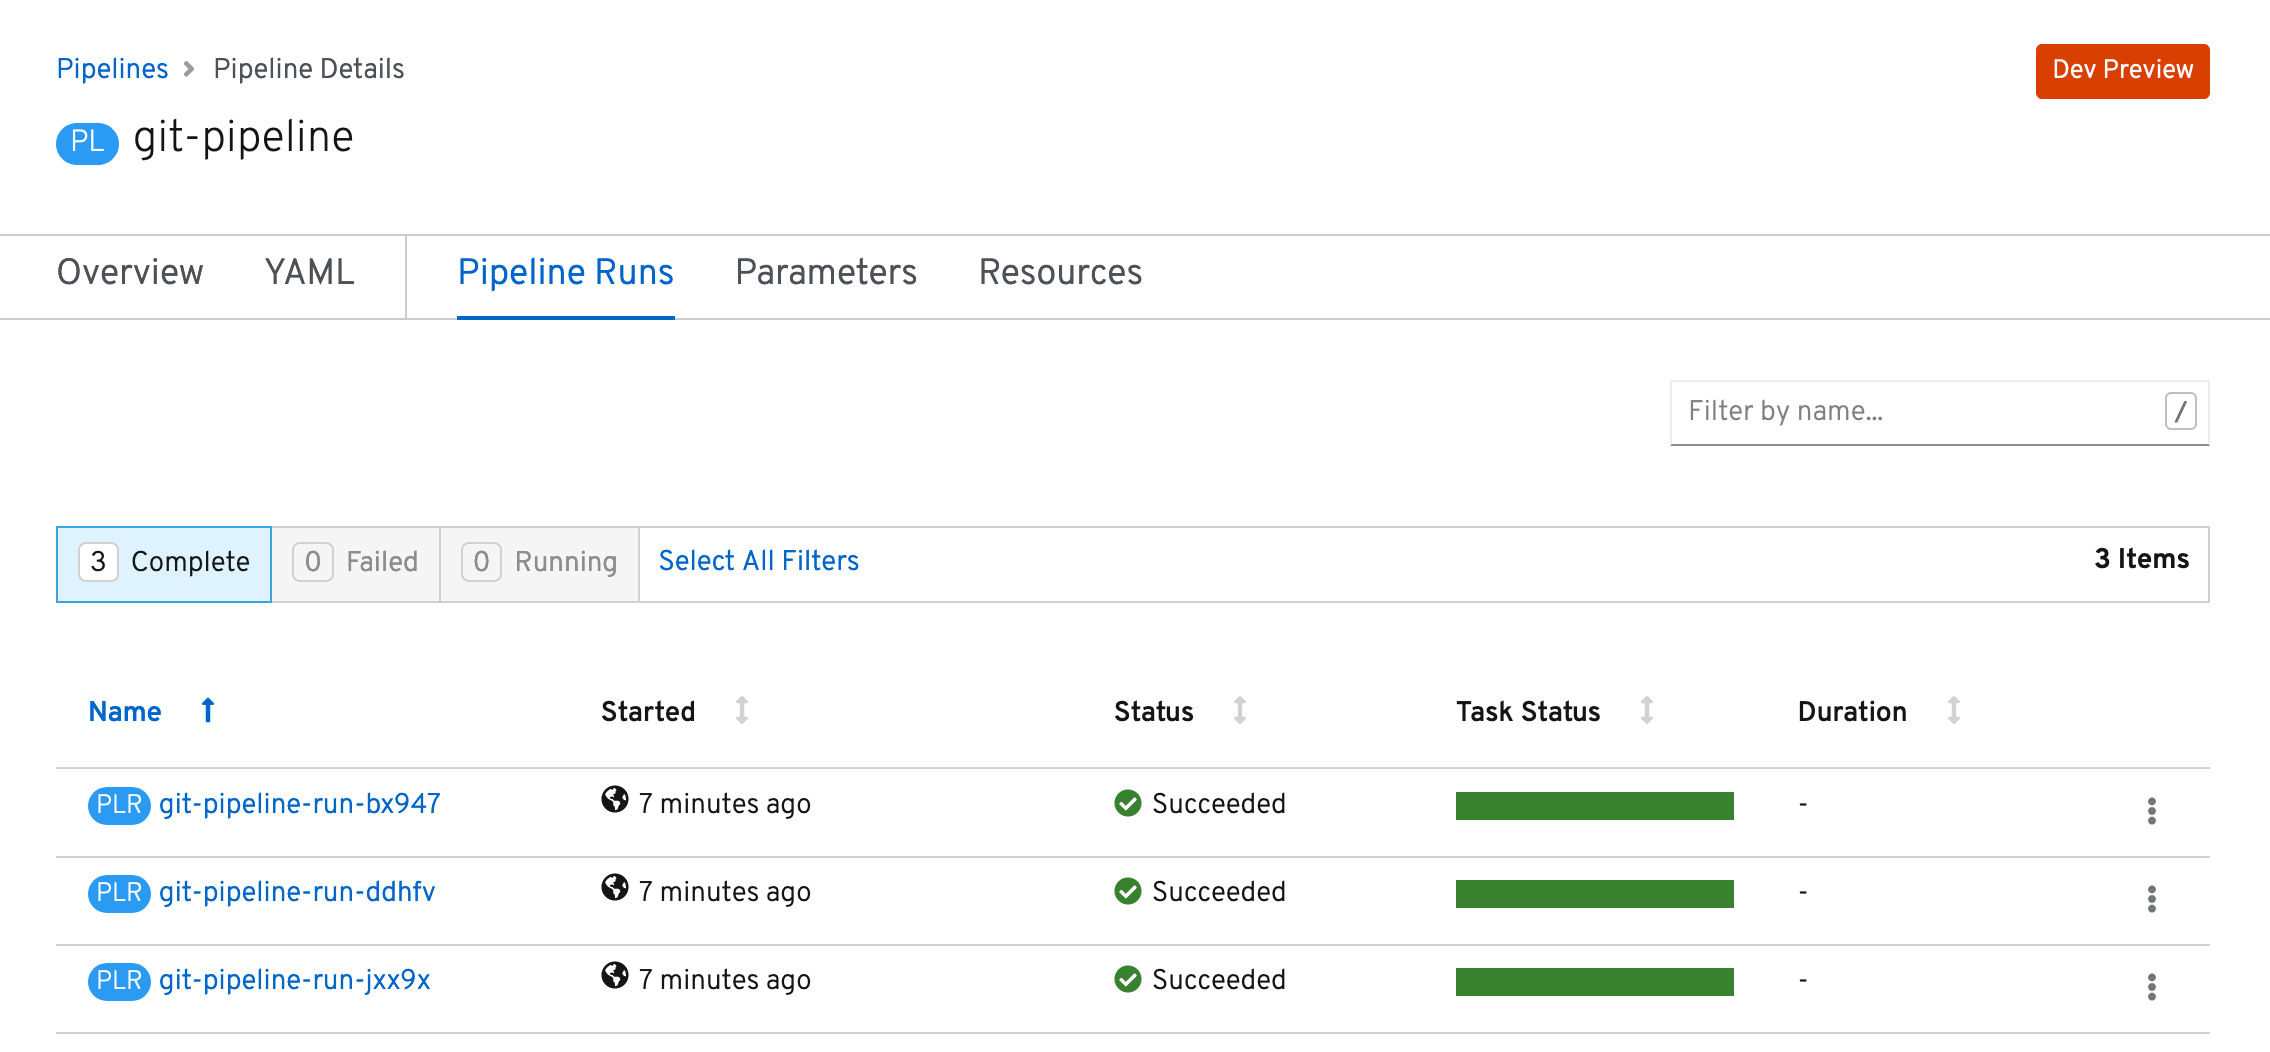 Pipelines > Pipeline Details
Dev Preview
PL git-pipeline
Overview YAML Pipeline Runs Parameters Resources
Filter by name... /
3 Complete 0 Failed 0 Running Select All Filters 3 Items
Name Started Status Task Status Duration
PLR git-pipeline-run-bx947 7 minutes ago Succeeded -
PLR git-pipeline-run-ddhfv 7 minutes ago Succeeded -
PLR git-pipeline-run-jxx9x 7 minutes ago Succeeded -